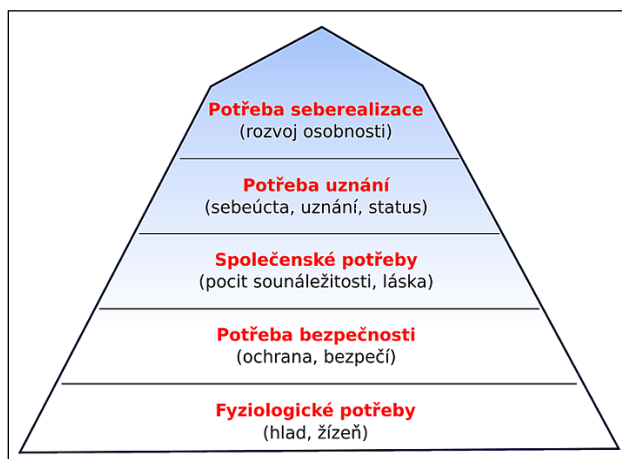 Potřeba seberealizace
(rozvoj osobnosti)
Potřeba uznání
(sebeúcta, uznání, status)
Společenské potřeby
(pocit sounáležitosti, láska)
Potřeba bezpečnosti
(ochrana, bezpečí)
Fyziologické potřeby
(hlad, žízeň)